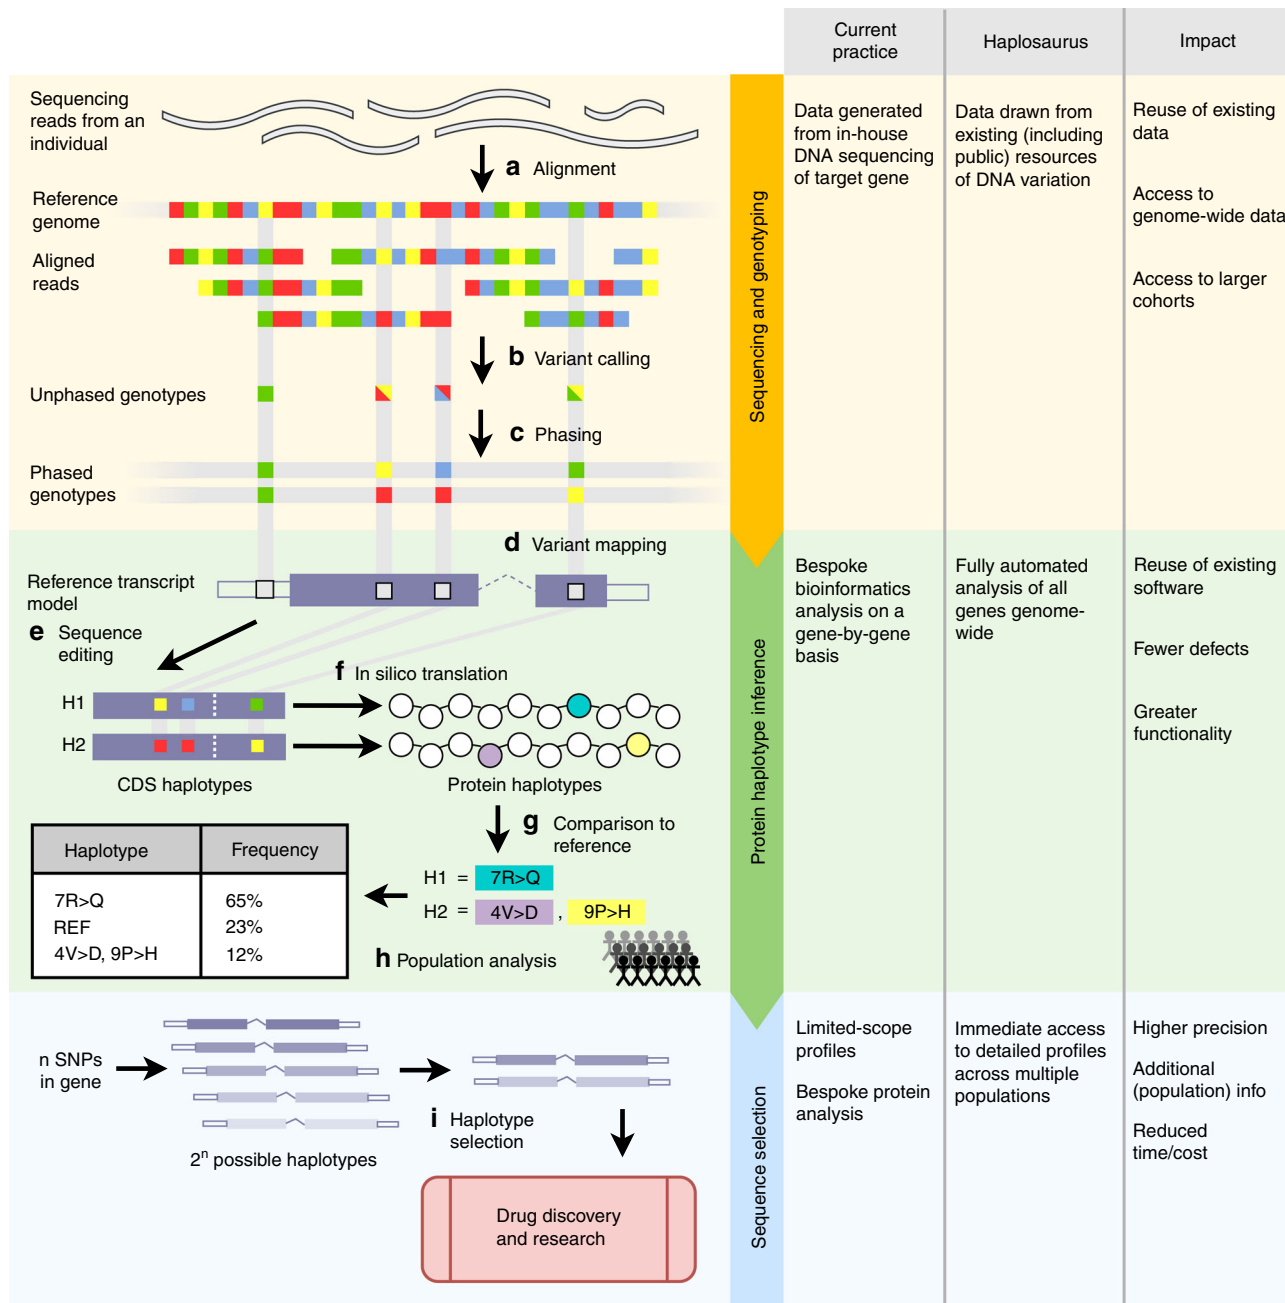 Current
practice
Haplosaurus
Impact
Sequencing
reads from an
individual
a Alignment
Reference
genome
Aligned
reads
b Variant calling
Unphased genotypes
c Phasing
Phased
genotypes
Sequencing and genotyping
Data generated
from in-house
DNA sequencing
of target gene
Data drawn from
existing (including
public) resources
of DNA variation
Reuse of existing
data
Access to
genome-wide data
Access to larger
cohorts
d Variant mapping
Reference transcript
model
e Sequence
editing
f In silico translation
H1
H2
CDS haplotypes
Protein haplotypes
g Comparison to
reference
H1 = 7R>Q
H2 = 4V>D , 9P>H
h Population analysis
Haplotype Frequency
7R>Q 65%
REF 23%
4V>D, 9P>H 12%
Protein haplotype inference
Bespoke
bioinformatics
analysis on a
gene-by-gene
basis
Fully automated
analysis of all
genes genome-
wide
Reuse of existing
software
Fewer defects
Greater
functionality
n SNPs
in gene
2ⁿ possible haplotypes
i Haplotype
selection
Drug discovery
and research
Sequence selection
Limited-scope
profiles
Bespoke protein
analysis
Immediate access
to detailed profiles
across multiple
populations
Higher precision
Additional
(population) info
Reduced
time/cost